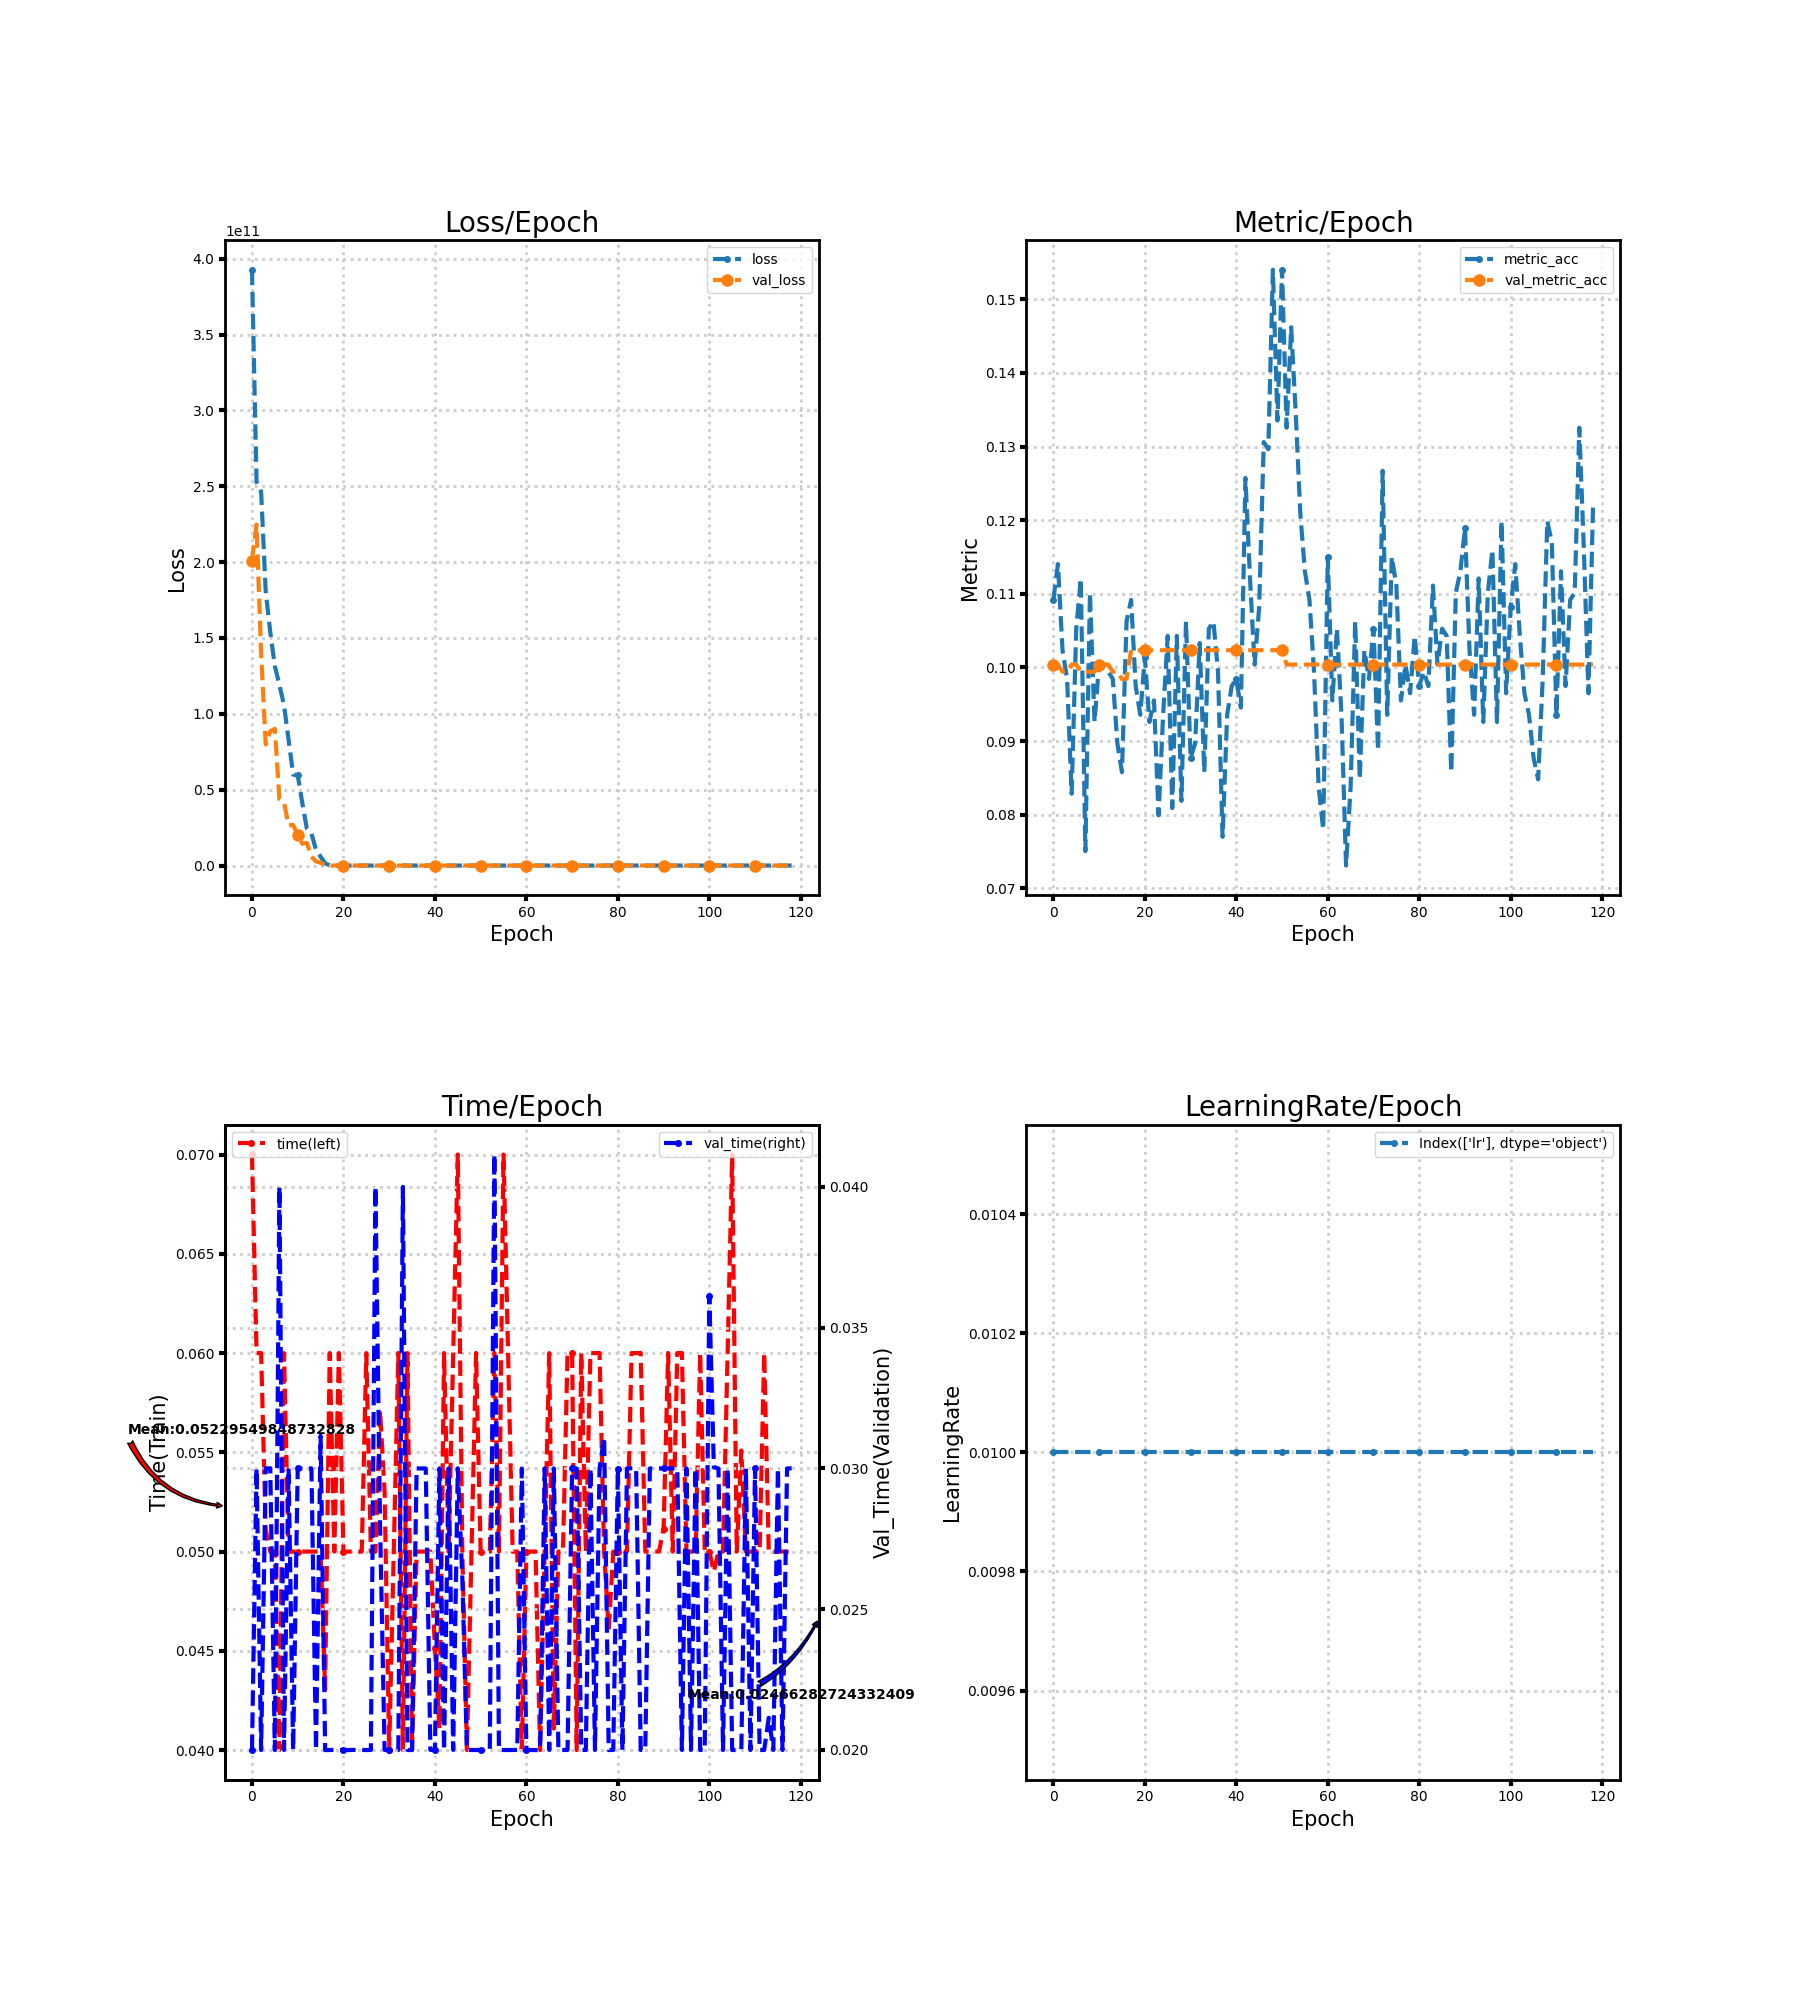 Loss/Epoch
1e11
4.0
3.5
3.0
2.5
2.0
1.5
1.0
0.5
0.0
Loss
0 20 40 60 80 100 120
Epoch
loss
val_loss
Metric/Epoch
0.15
0.14
0.13
0.12
0.11
0.10
0.09
0.08
0.07
Metric
0 20 40 60 80 100 120
Epoch
metric_acc
val_metric_acc
Time/Epoch
0.070
0.065
0.060
0.055
0.050
0.045
0.040
Time(Train)
time(left)
val_time(right)
Mean:0.05229549848732828
Mean:0.02466282724332409
0.040
0.035
0.030
0.025
0.020
Val_Time(Validation)
0 20 40 60 80 100 120
Epoch
LearningRate/Epoch
0.0104
0.0102
0.0100
0.0098
0.0096
LearningRate
Index(['lr'], dtype='object')
0 20 40 60 80 100 120
Epoch